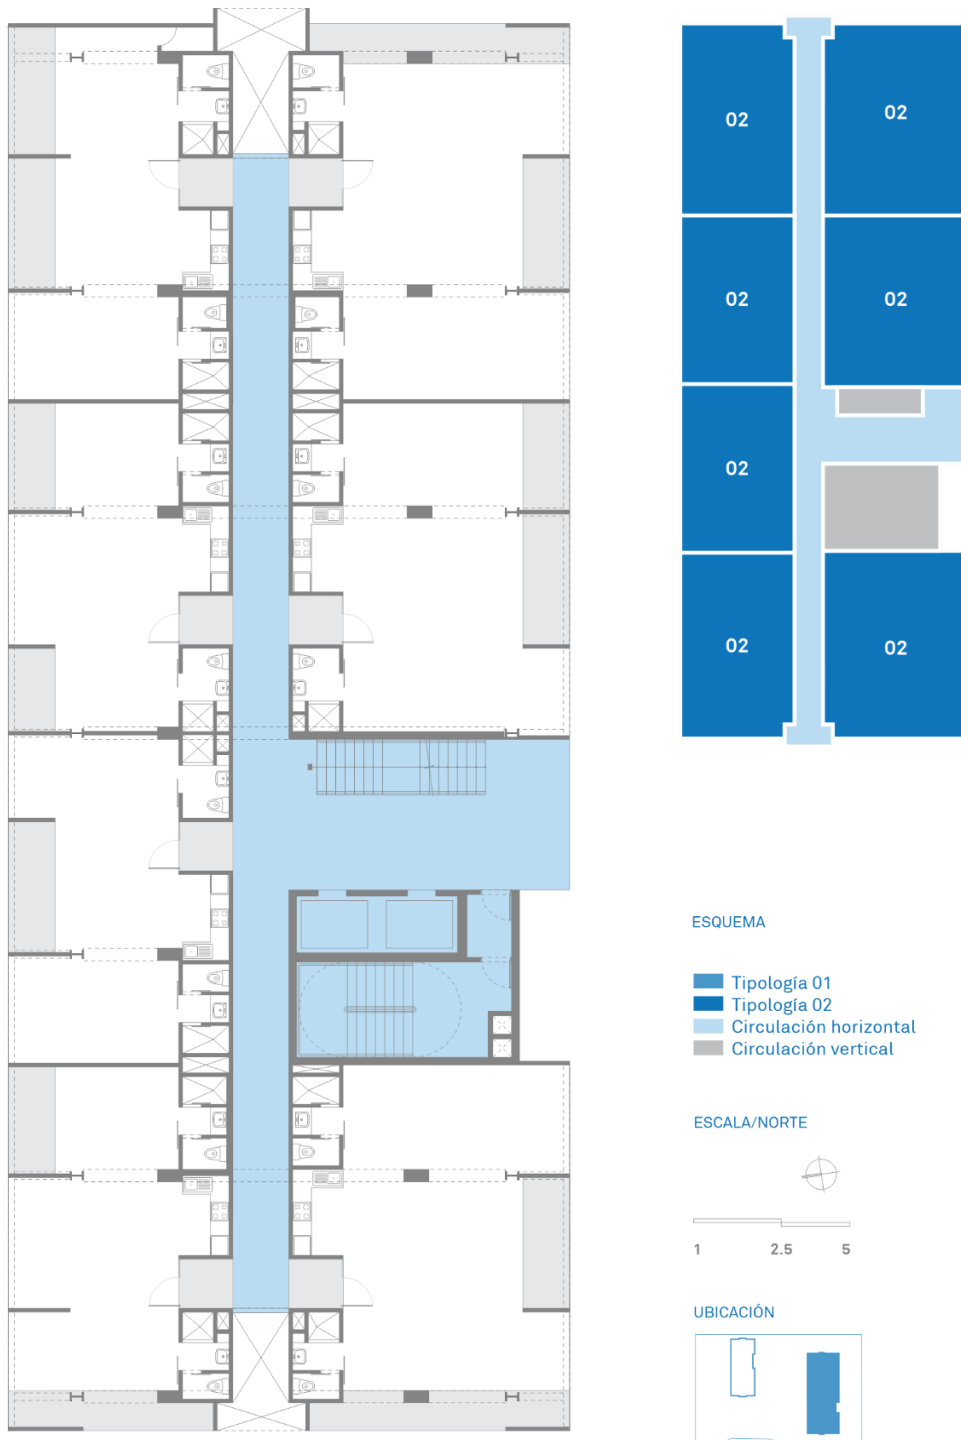 02
02
02
02
02
02
02
ESQUEMA
Tipología 01
Tipología 02
Circulación horizontal
Circulación vertical
ESCALA/NORTE
1 2.5 5
UBICACIÓN